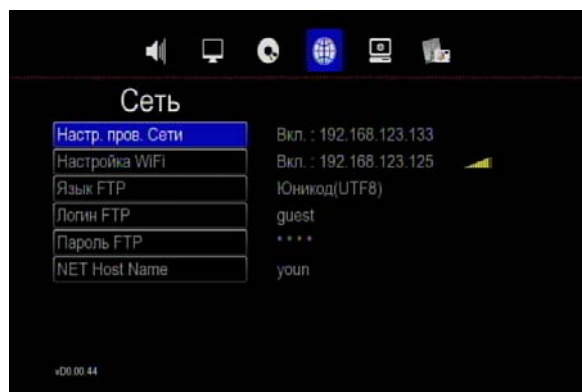 Сеть
Настр. пров. Сети Вкл. : 192.168.123.133
Настройка WiFi Вкл. : 192.168.123.125
Язык FTP Юникод(UTF8)
Логин FTP guest
Пароль FTP ****
NET Host Name youn
vD0.00.44